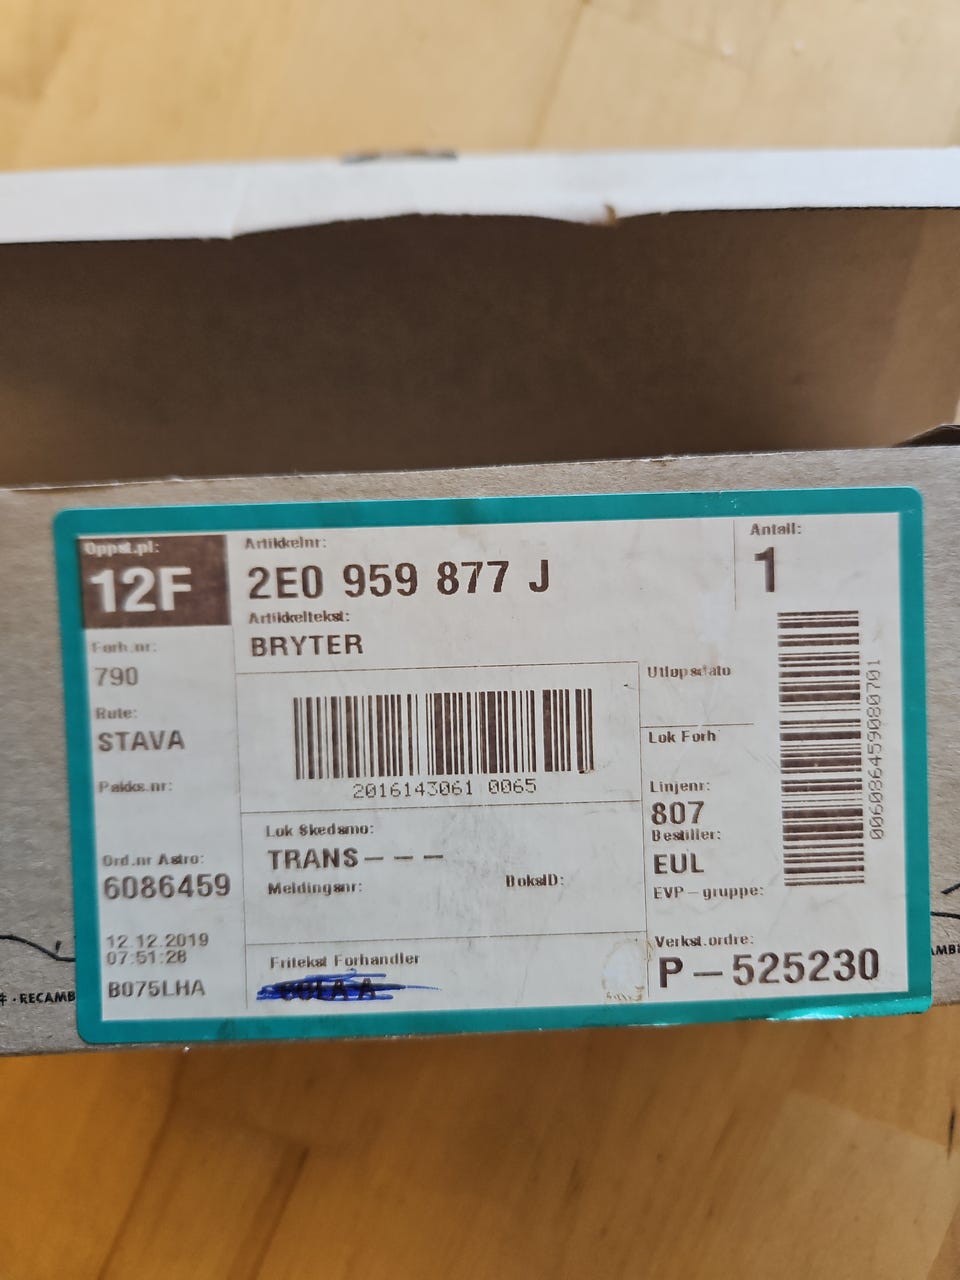 Oppst.pl:
12F
Artikkelnr:
2E0 959 877 J
Antall:
1
Artikkeltekst:
BRYTER
Forh.nr:
790
Rute:
STAVA
Pakks.nr:
2016143061 0065
Utløpsdato
Lok Forh
Linjenr:
807
Bestiller:
EUL
EVP-gruppe:
006086459080701
Lok Skedsmo:
TRANS---
Meldingsnr:
BoksID:
Ord.nr Astro:
6086459
12.12.2019
07:51:28
B075LHA
Fritekst Forhandler
Verkst.ordre:
P-525230
· RECAMB